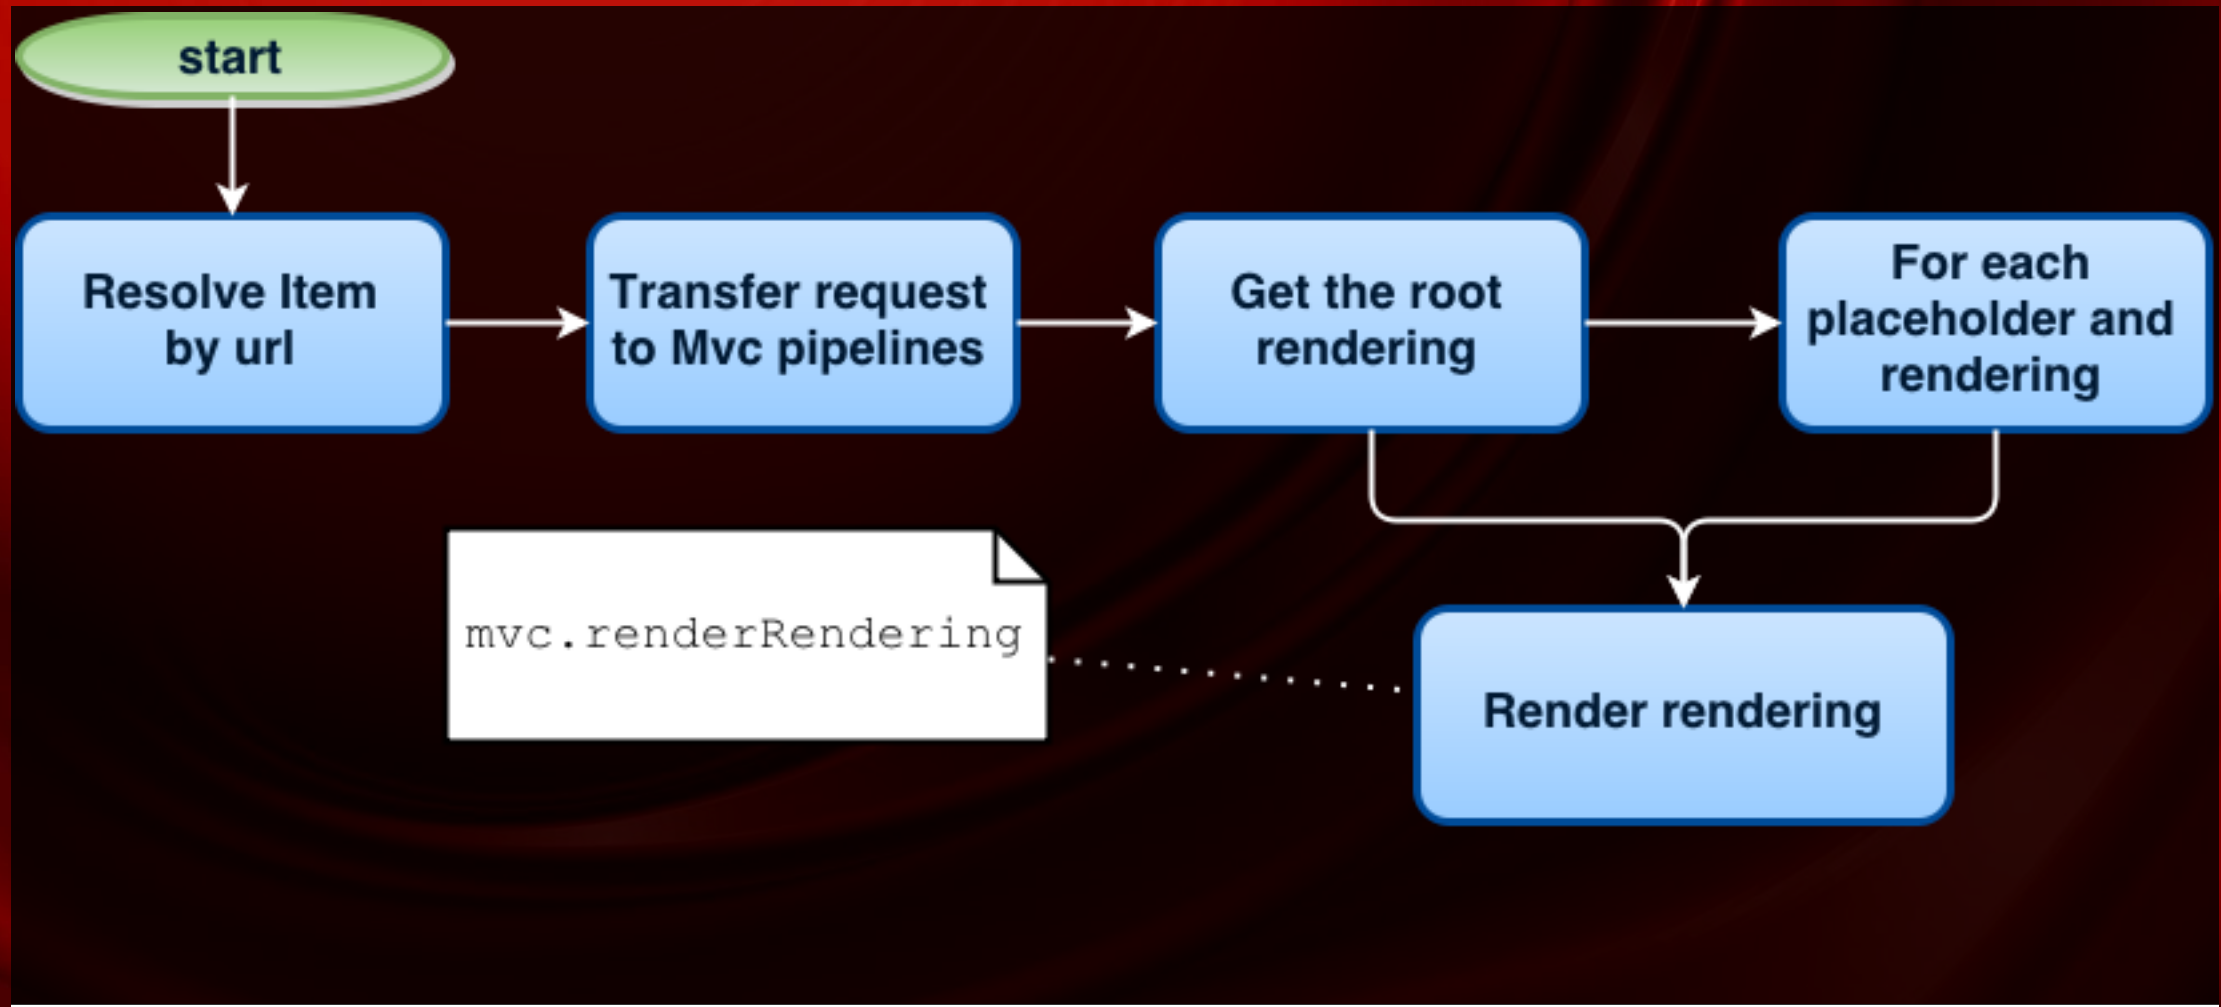 start
Resolve Item
by url
Transfer request
to Mvc pipelines
Get the root
rendering
For each
placeholder and
rendering
mvc.renderRendering
Render rendering